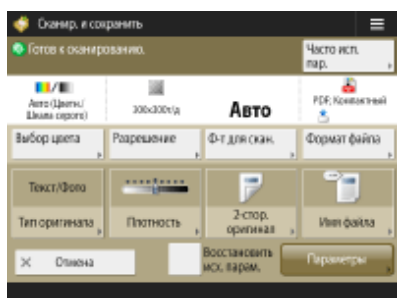 Сканир. и сохранить
Готов к сканированию.
Часто исп.
пар.
Авто (Цветн./
Шкала серого)
300x300т/д
Авто
PDF; Компактный
Выбор цвета
Разрешение
Ф-т для скан.
Формат файла
Текст/Фото
Тип оригинала
Плотность
2-стор.
оригинал
Имя файла
Отмена
Восстановить
исх. парам.
Параметры